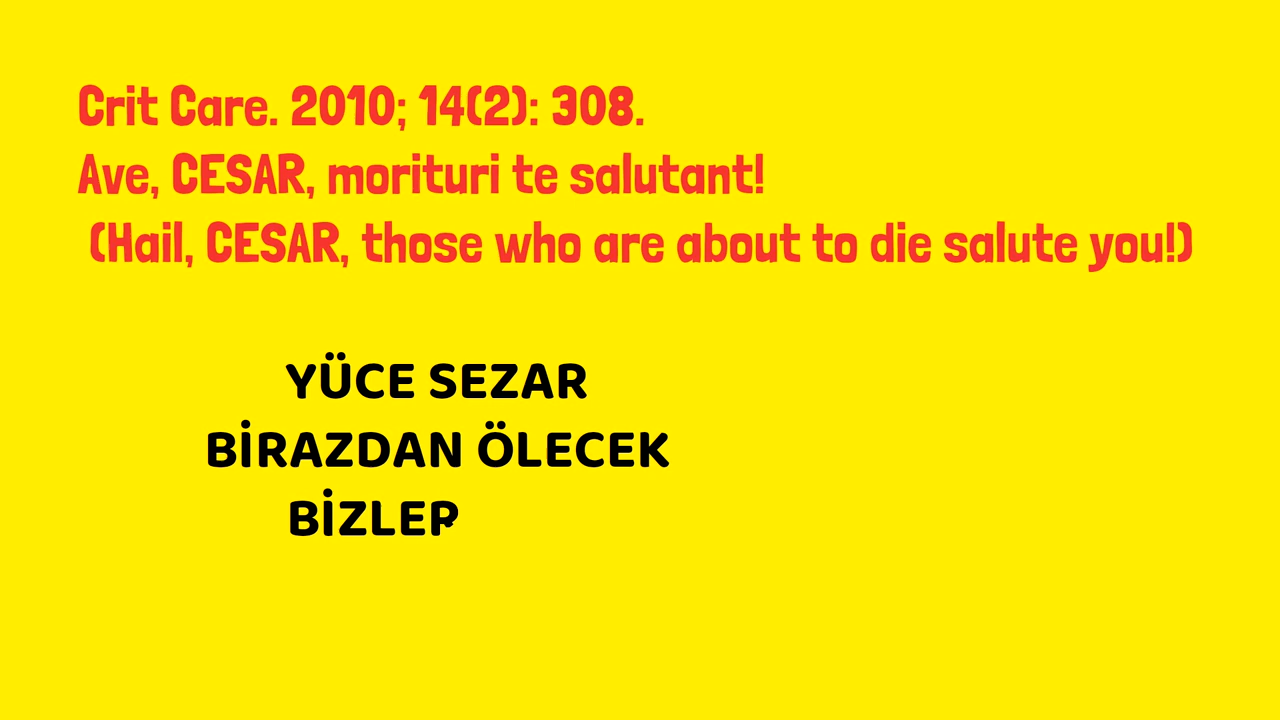 Crit Care. 2010; 14(2): 308.
Ave, CESAR, morituri te salutant!
(Hail, CESAR, those who are about to die salute you!)
YÜCE SEZAR
BİRAZDAN ÖLECEK
BİZLER